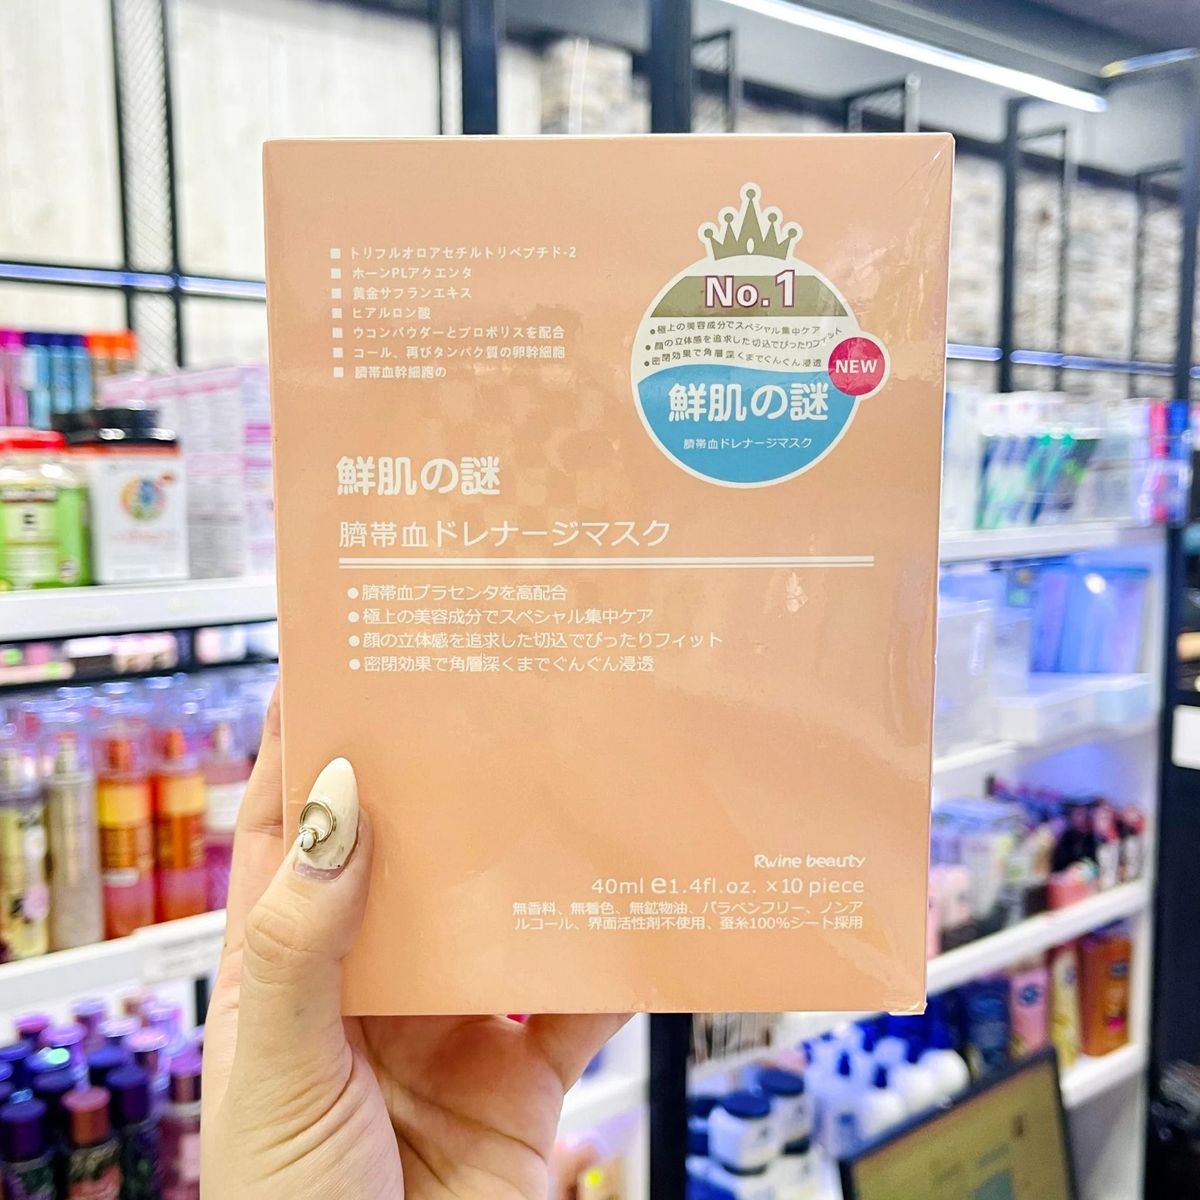 ■ トリフルオロアセチルトリペプチド-2
■ ホーンPLアクエンタ
■ 黄金サフランエキス
■ ヒアルロン酸
■ ウコンパウダーとプロポリスを配合
■ コール、再びタンパク質の卵幹細胞
■ 臍帯血幹細胞の
No.1
●極上の美容成分でスペシャル集中ケア
●顔の立体感を追求した切込でぴったりフィット
●密閉効果で角層深くまでぐんぐん浸透
NEW
鮮肌の謎
臍帯血ドレナージマスク
鮮肌の謎
臍帯血ドレナージマスク
●臍帯血プラセンタを高配合
●極上の美容成分でスペシャル集中ケア
●顔の立体感を追求した切込でぴったりフィット
●密閉効果で角層深くまでぐんぐん浸透
Rwine beauty
40ml e1.4fl.oz. ×10 piece
無香料、無着色、無鉱物油、パラベンフリー、ノンア
ルコール、界面活性剤不使用、蚕糸100%シート採用